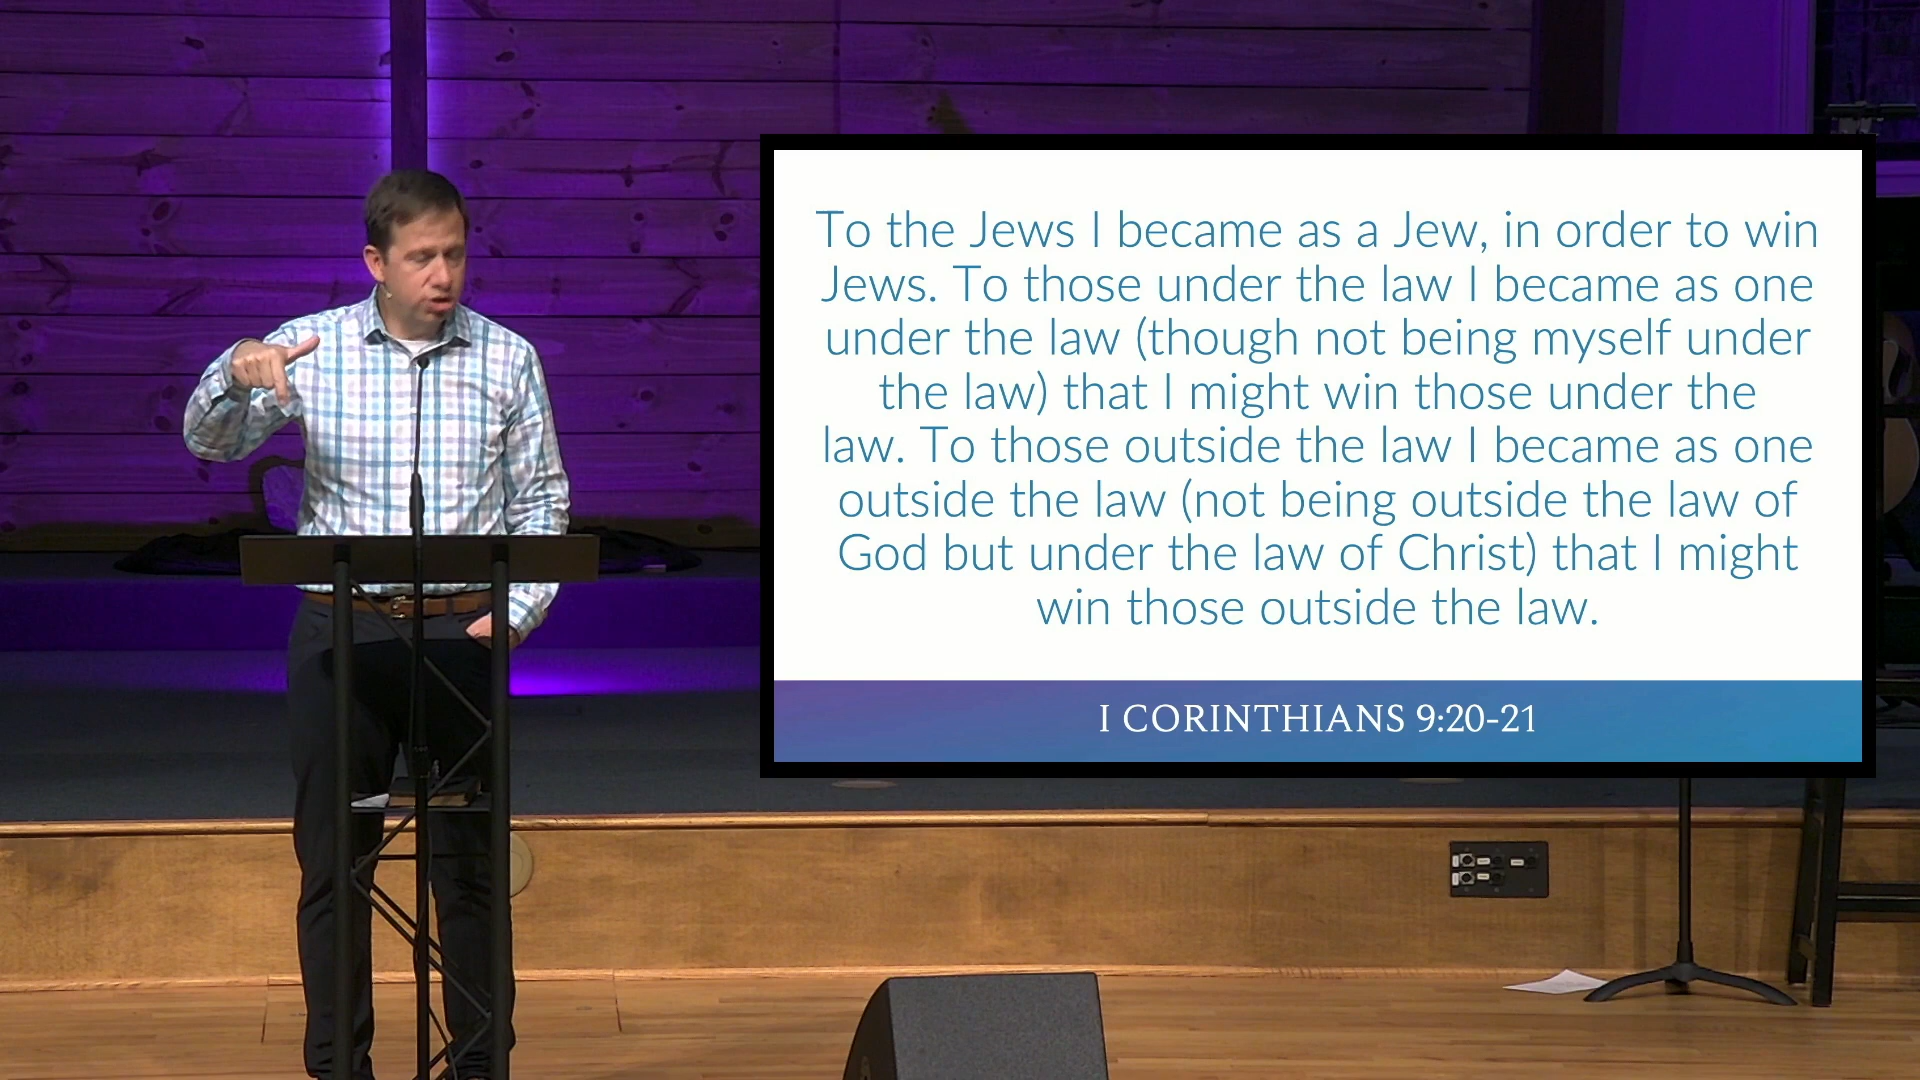 To the Jews I became as a Jew, in order to win
Jews. To those under the law I became as one
under the law (though not being myself under
the law) that I might win those under the
law. To those outside the law I became as one
outside the law (not being outside the law of
God but under the law of Christ) that I might
win those outside the law.
I CORINTHIANS 9:20-21